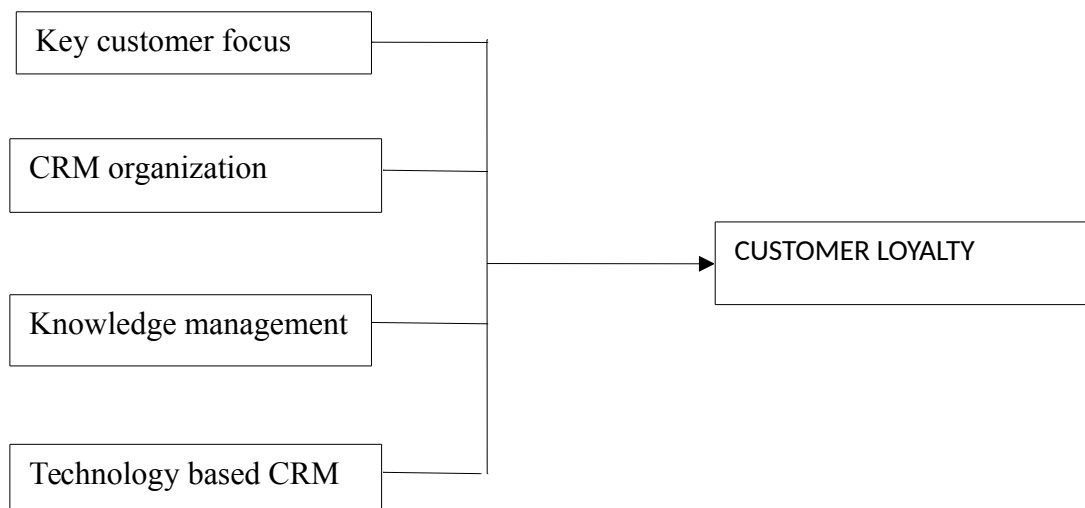 Key customer focus
CRM organization
CUSTOMER LOYALTY
Knowledge management
Technology based CRM